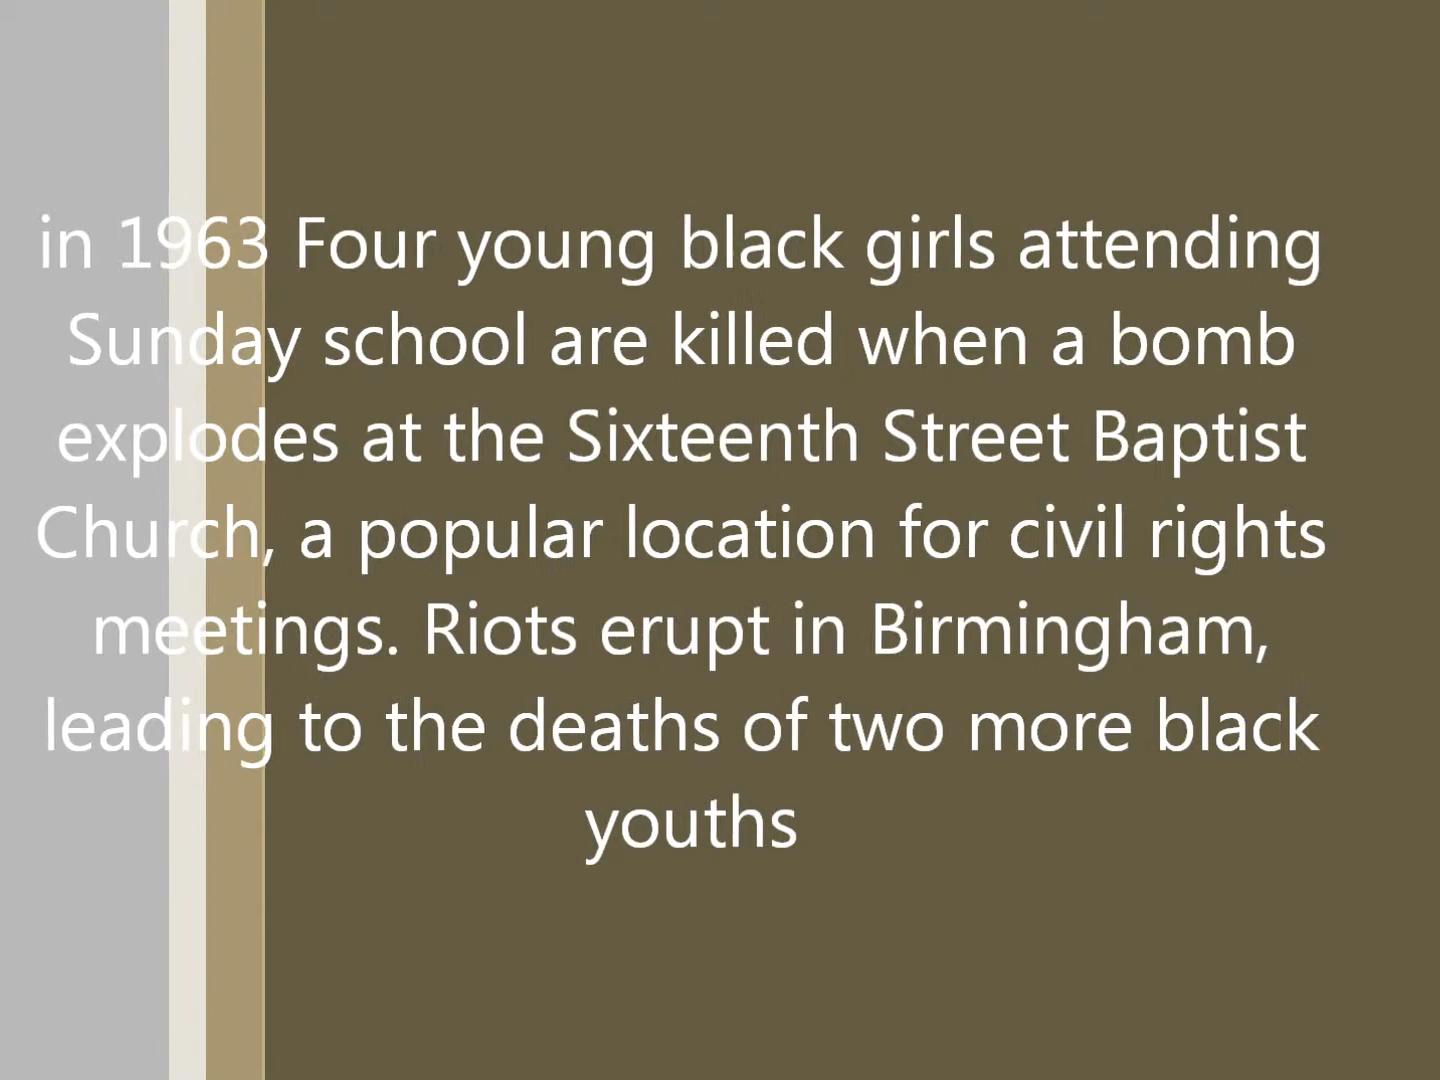 in 1963 Four young black girls attending
Sunday school are killed when a bomb
explodes at the Sixteenth Street Baptist
Church, a popular location for civil rights
meetings. Riots erupt in Birmingham,
leading to the deaths of two more black
youths